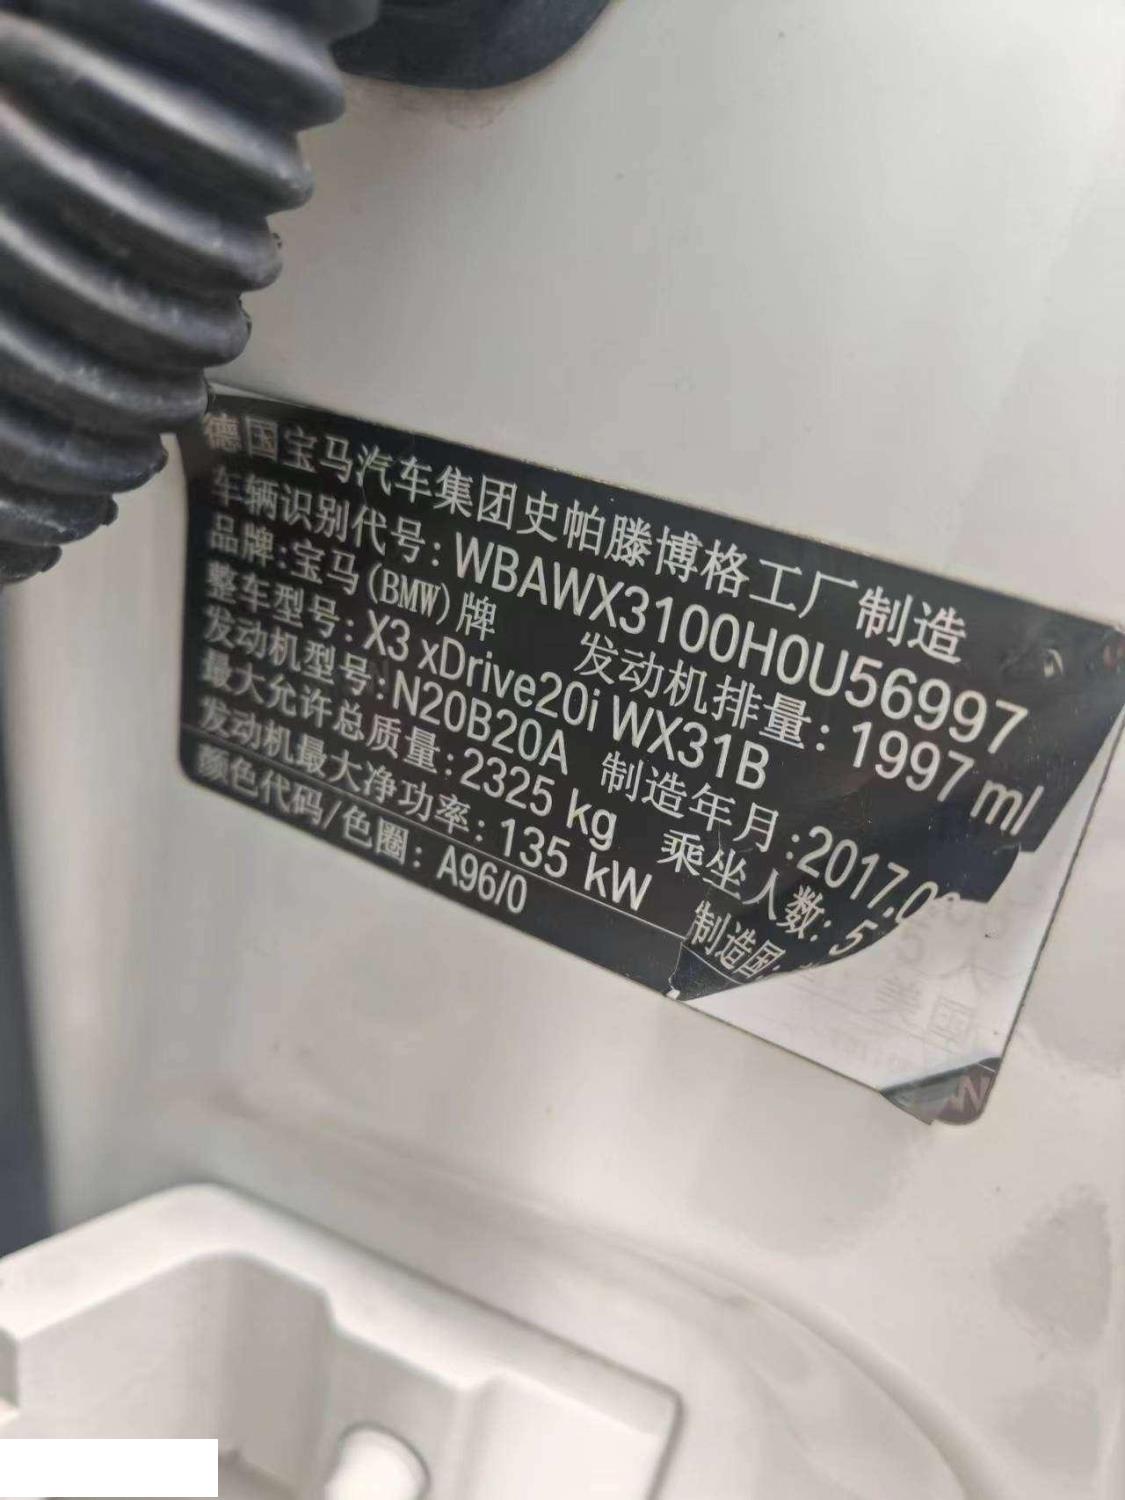 德国宝马汽车集团史帕滕博格工厂制造
车辆识别代号: WBAWX3100H0U56997
品牌:宝马(BMW)牌 发动机排量: 1997 ml
整车型号: X3 xDrive20i WX31B
发动机型号:N20B20A 制造年月:2017.0
最大允许总质量:2325 kg 乘坐人数: 5
发动机最大净功率: 135 kW 制造国:
颜色代码/色圈: A96/0
美国